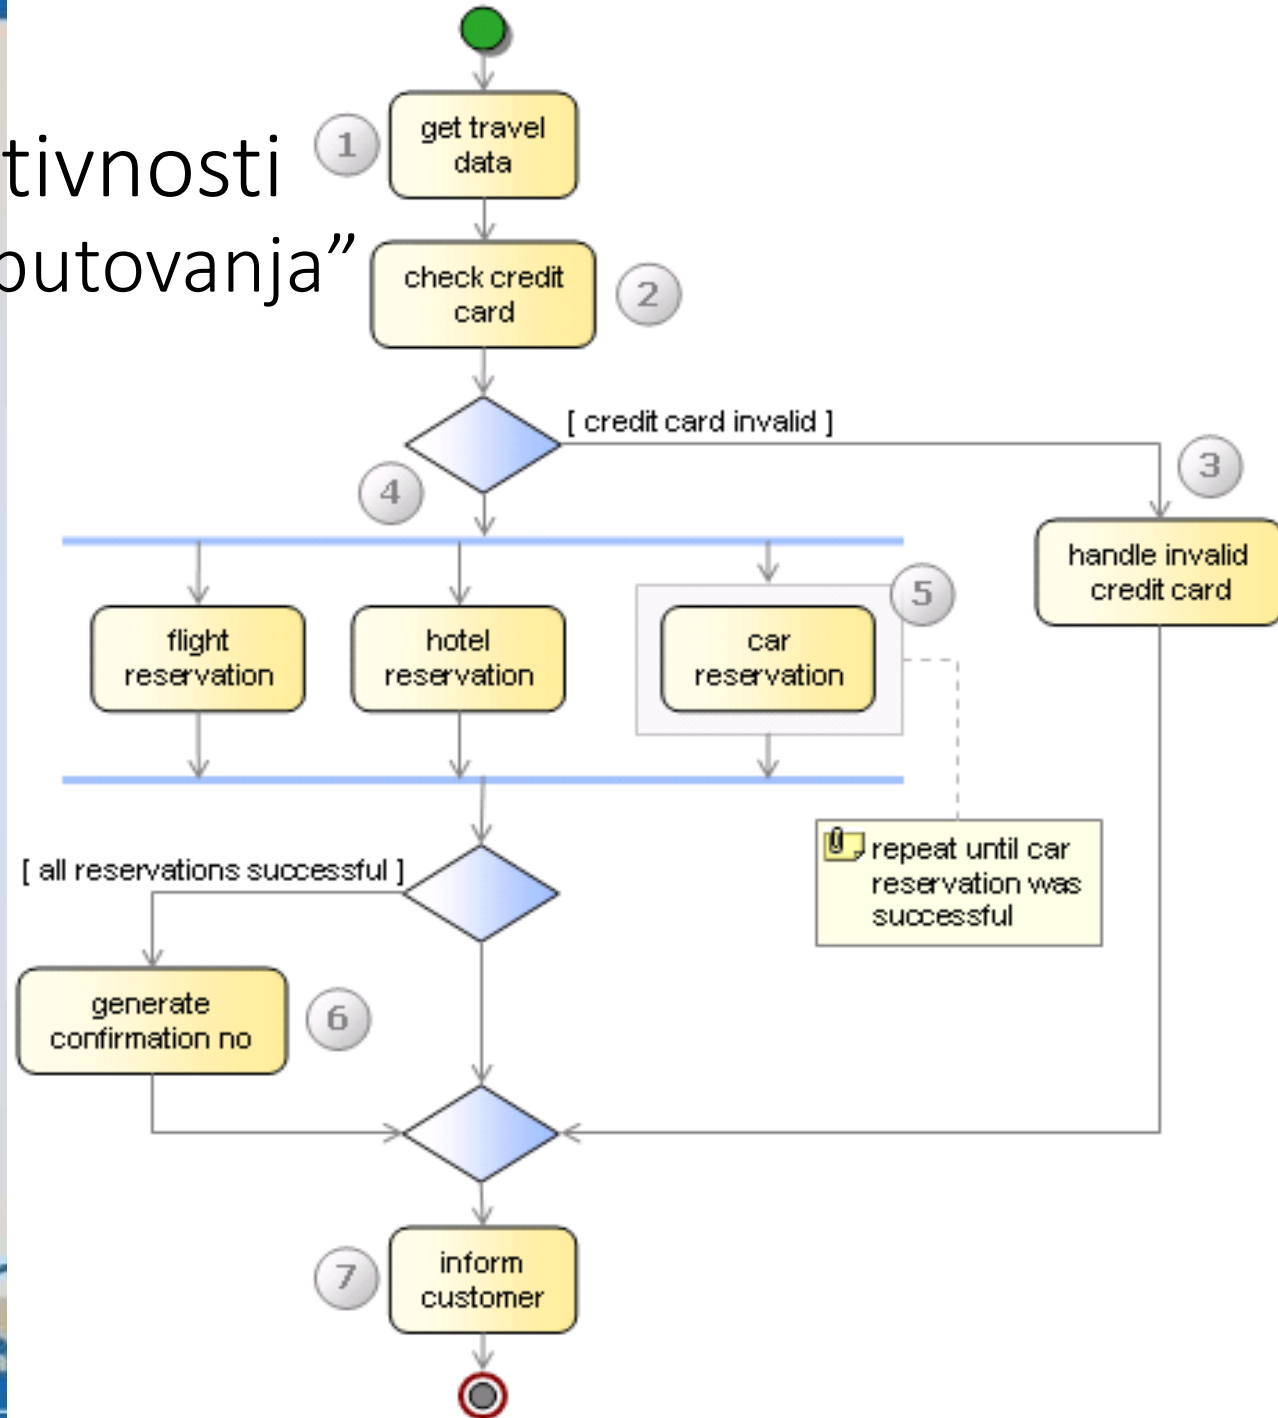 get travel
data
1
check credit
card
2
[ credit card invalid ]
3
4
handle invalid
credit card
flight
reservation
hotel
reservation
car
reservation
5
repeat until car
reservation was
successful
[ all reservations successful ]
generate
confirmation no
6
inform
customer
7